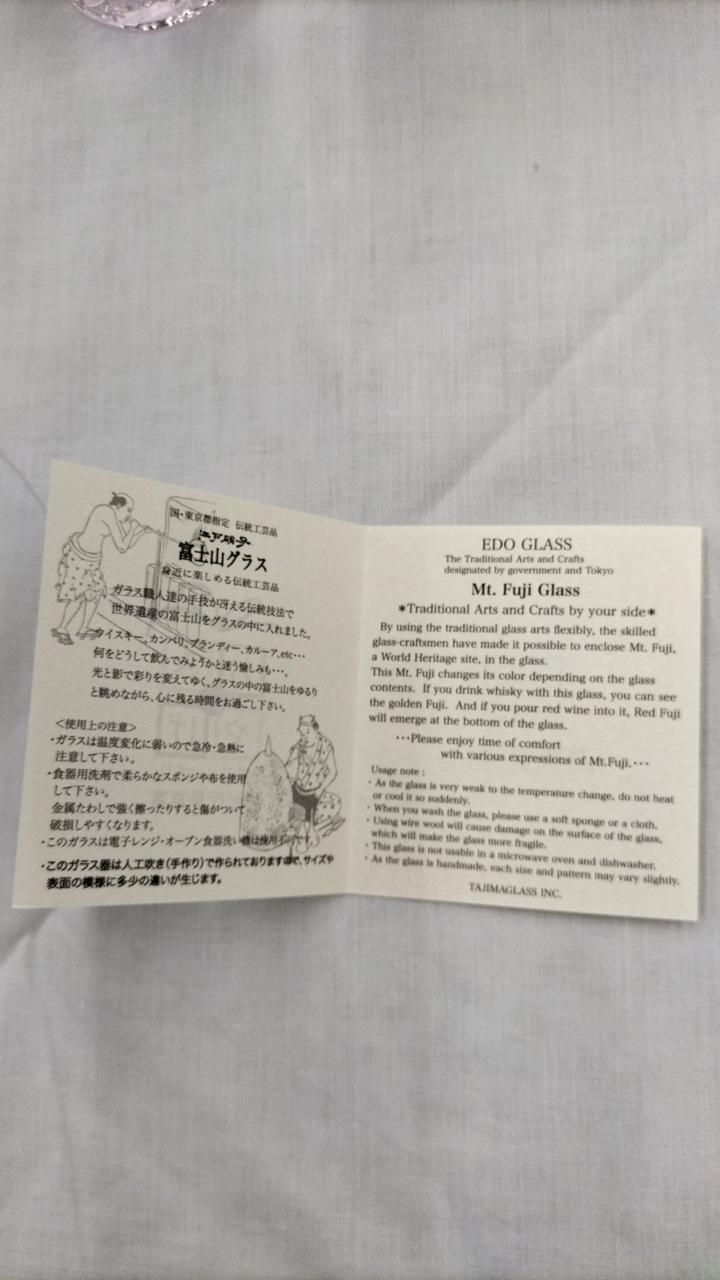 国・東京都指定 伝統工芸品
江戸硝子
富士山グラス
身近に楽しめる伝統工芸品
ガラス職人達の手技が冴える伝統技法で
世界遺産の富士山をグラスの中に入れました。
ウイスキー、カンパリ、ブランディー、カルーア,etc･･･
何をどうして飲んでみようかと迷う愉しみも･･･。
光と影で彩りを変えてゆく、グラスの中の富士山をゆるり
と眺めながら、心に残る時間をお過ごし下さい。
＜使用上の注意＞
・ガラスは温度変化に弱いので急冷・急熱に
注意して下さい。
・食器用洗剤で柔らかなスポンジや布を使用
して下さい。
金属たわしで強く擦ったりすると傷がついて
破損しやすくなります。
・このガラスは電子レンジ・オーブン食器洗い機は使用不可です。
・このガラス器は人工吹き(手作り)で作られておりますので、サイズや
表面の模様に多少の違いが生じます。
EDO GLASS
The Traditional Arts and Crafts
designated by government and Tokyo
Mt. Fuji Glass
＊Traditional Arts and Crafts by your side＊
By using the traditional glass arts flexibly, the skilled
glass-craftsmen have made it possible to enclose Mt. Fuji,
a World Heritage site, in the glass.
This Mt. Fuji changes its color depending on the glass
contents. If you drink whisky with this glass, you can see
the golden Fuji. And if you pour red wine into it, Red Fuji
will emerge at the bottom of the glass.
･･･Please enjoy time of comfort
with various expressions of Mt.Fuji.･･･
Usage note :
・As the glass is very weak to the temperature change, do not heat
or cool it so suddenly.
・When you wash the glass, please use a soft sponge or a cloth.
・Using wire wool will cause damage on the surface of the glass,
which will make the glass more fragile.
・This glass is not usable in a microwave oven and dishwasher.
・As the glass is handmade, each size and pattern may vary slightly.
TAJIMAGLASS INC.